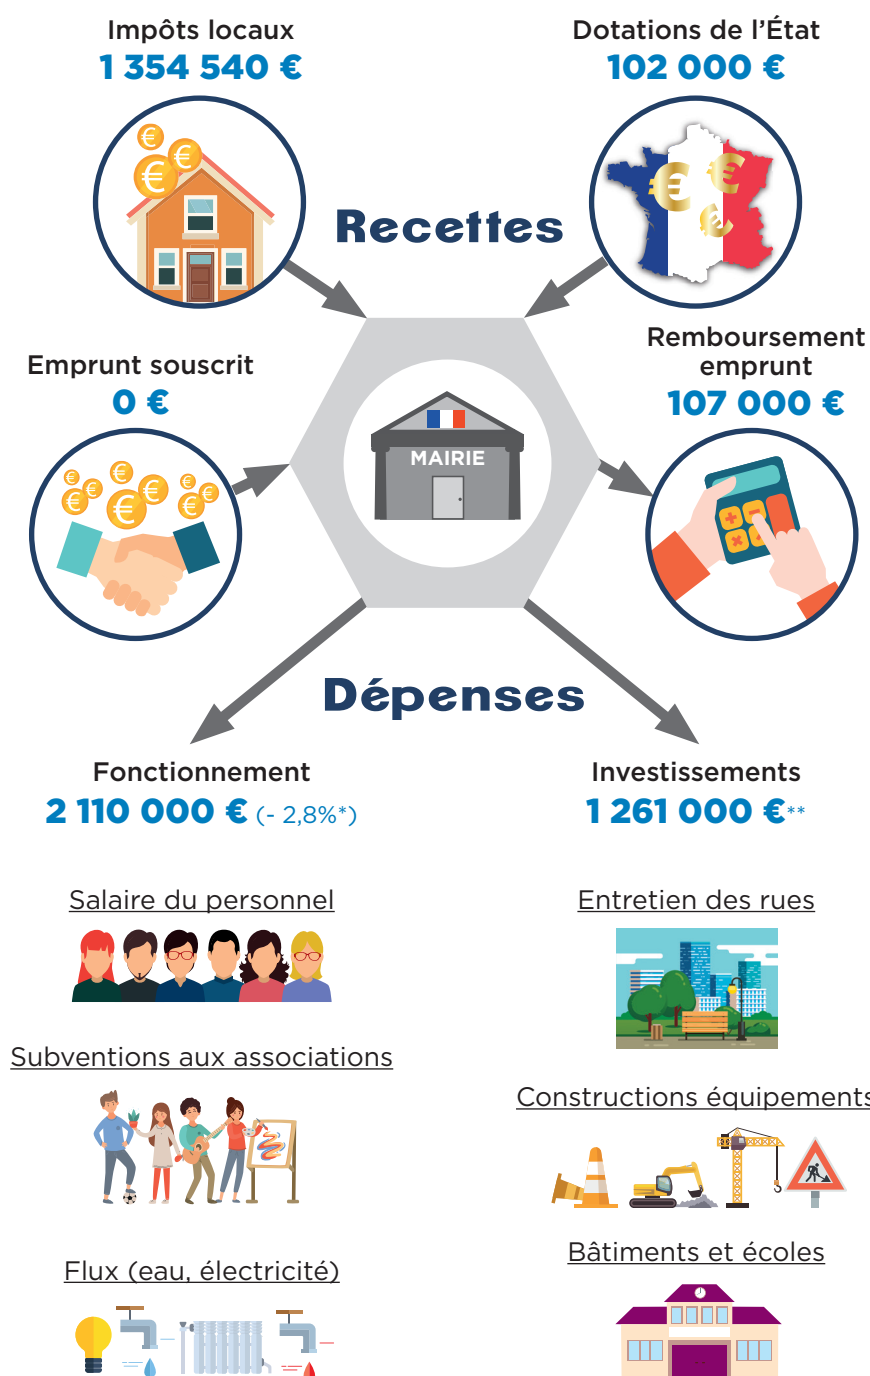 Impôts locaux
1 354 540 €
Dotations de l'État
102 000 €
Recettes
Emprunt souscrit
0 €
Remboursement
emprunt
107 000 €
MAIRIE
Dépenses
Fonctionnement
2 110 000 € (- 2,8%*)
Investissements
1 261 000 €**
Salaire du personnel
Entretien des rues
Subventions aux associations
Constructions équipements
Flux (eau, électricité)
Bâtiments et écoles